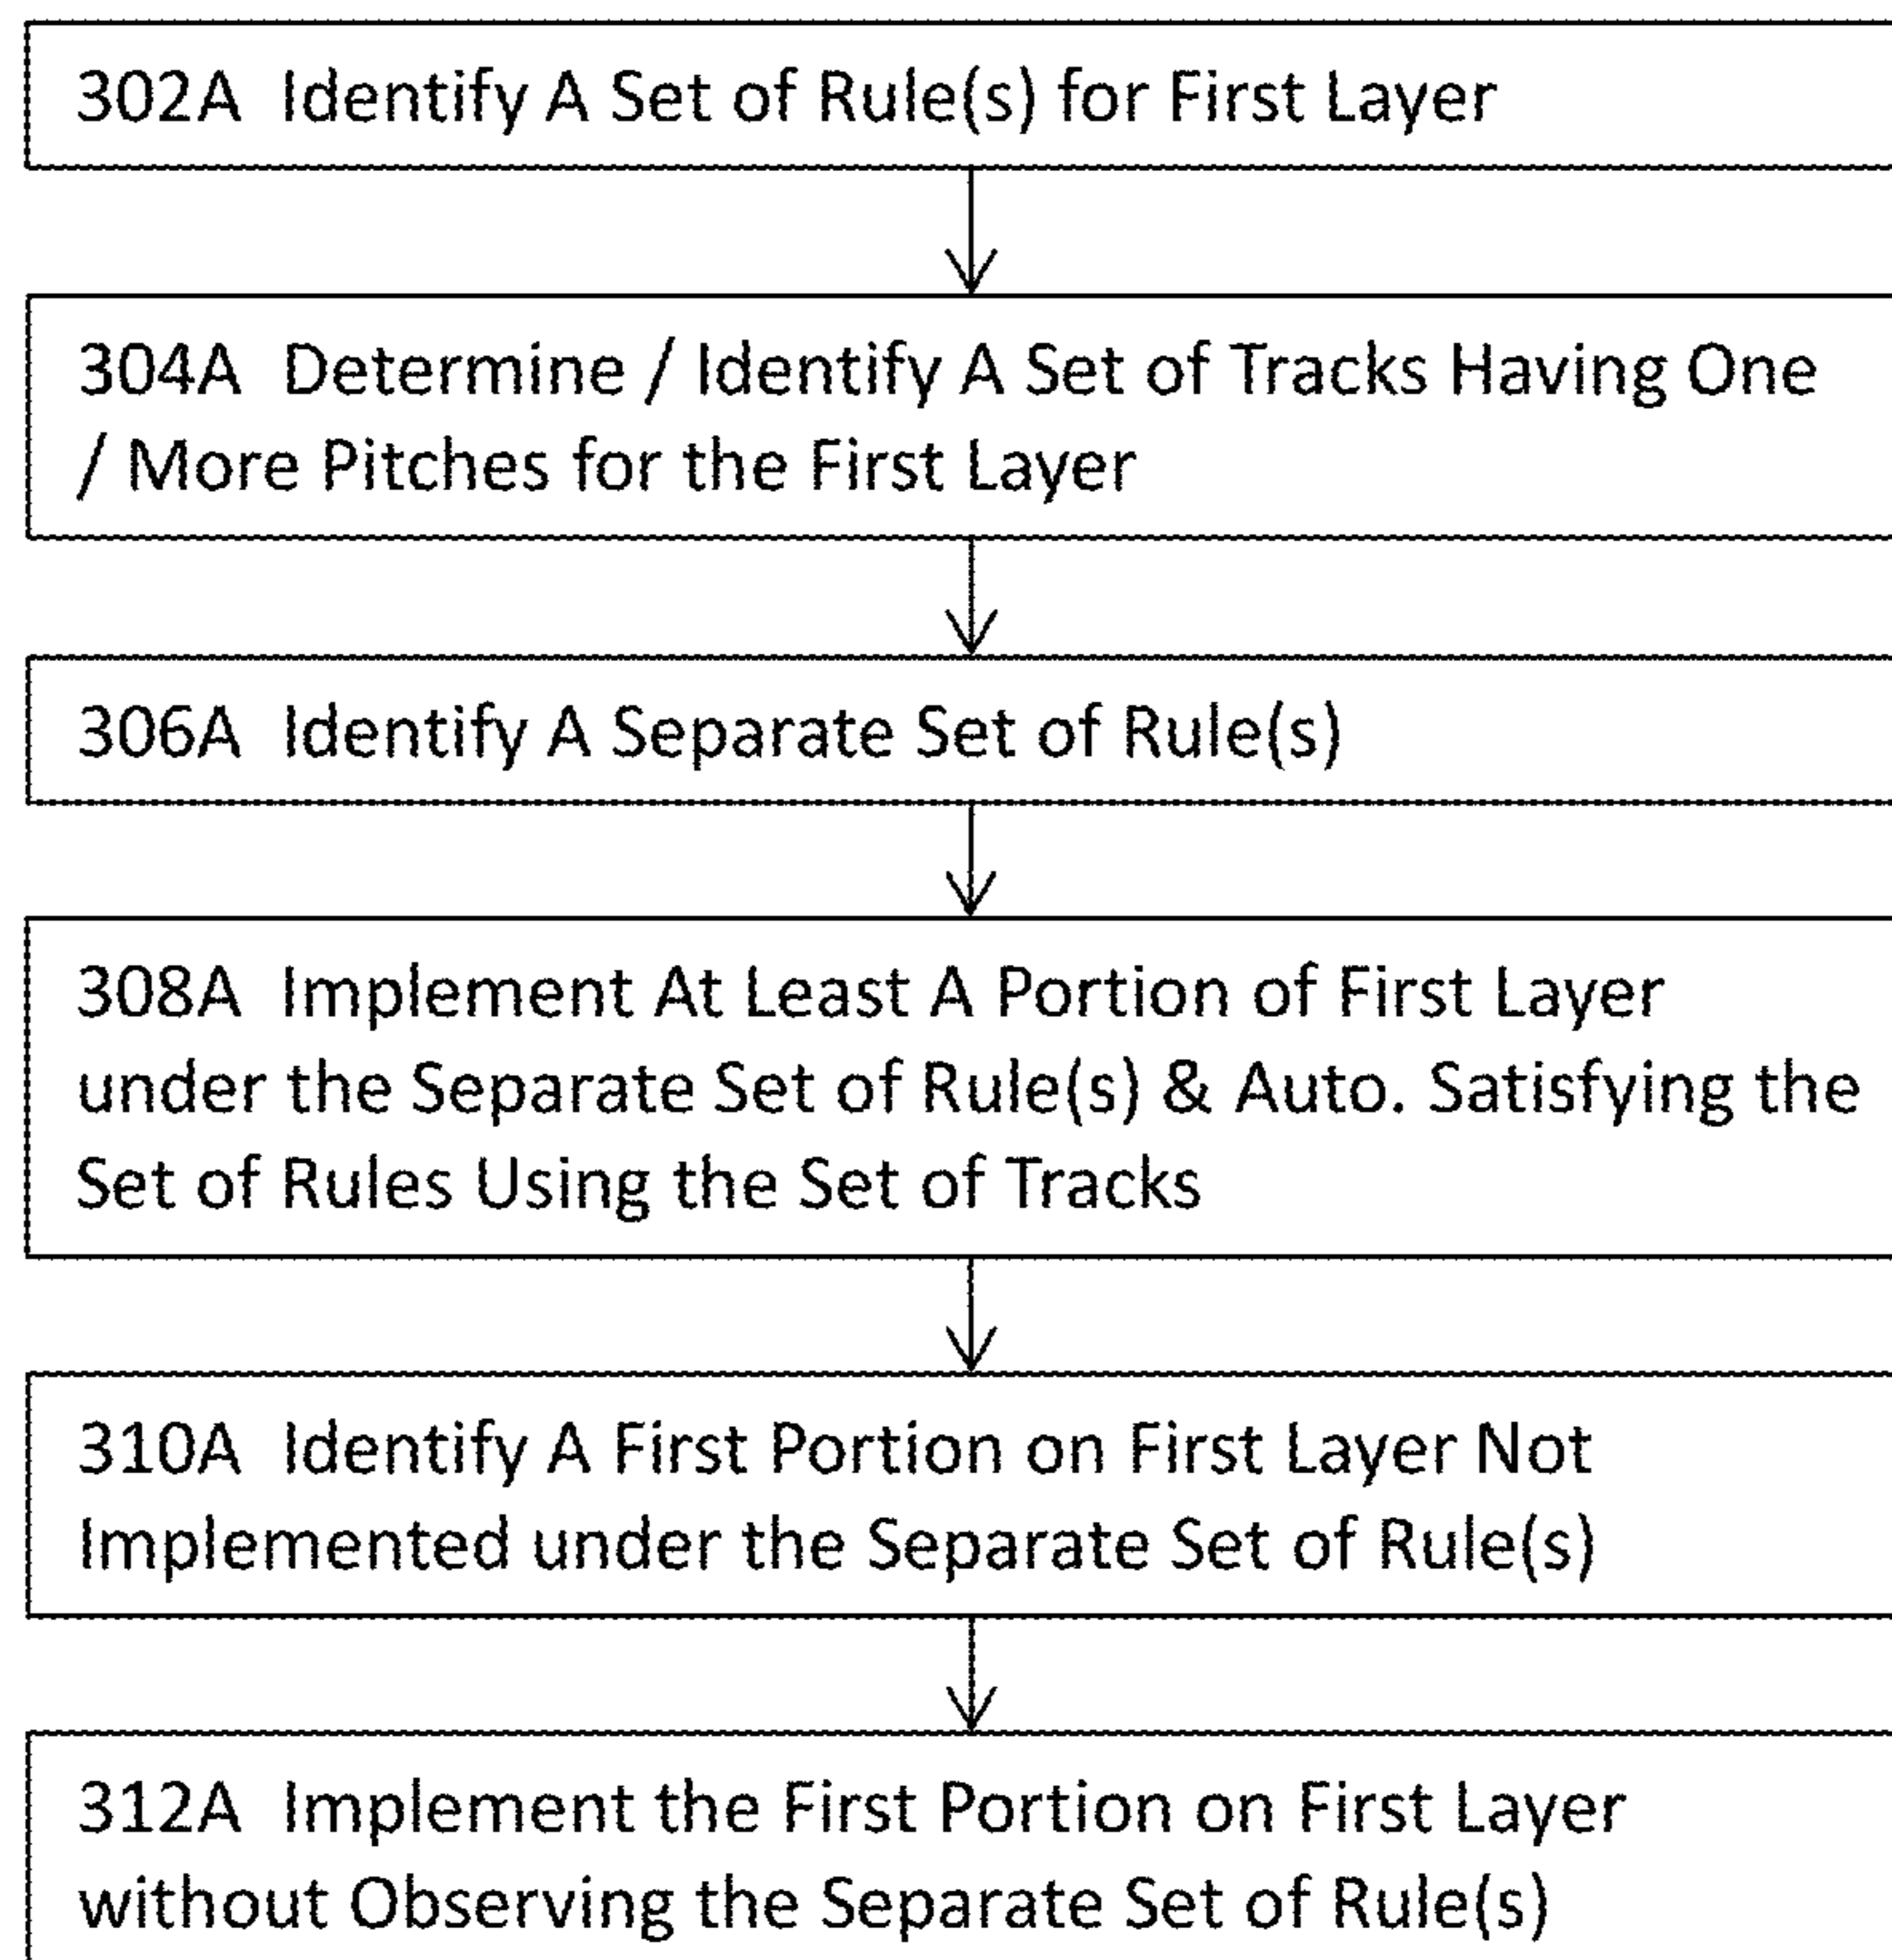 302A Identify A Set of Rule(s) for First Layer
304A Determine / Identify A Set of Tracks Having One
/ More Pitches for the First Layer
306A Identify A Separate Set of Rule(s)
308A Implement At Least A Portion of First Layer
under the Separate Set of Rule(s) & Auto. Satisfying the
Set of Rules Using the Set of Tracks
310A Identify A First Portion on First Layer Not
Implemented under the Separate Set of Rule(s)
312A Implement the First Portion on First Layer
without Observing the Separate Set of Rule(s)